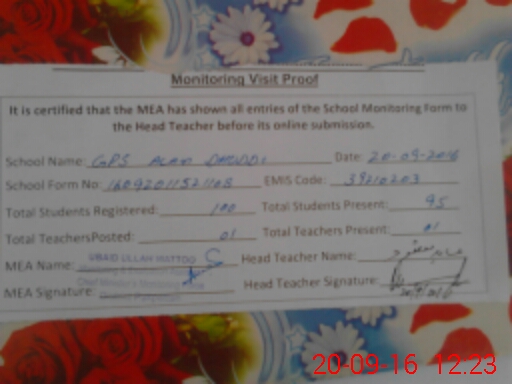 Monitoring Visit Proof
It is certified that the MEA has shown all entries of the School Monitoring Form to
the Head Teacher before its online submission.
School Name: GPS Date: 20-09-2016
School Form No: EMIS Code: 39210203
Total Students Registered: 100 Total Students Present: 95
Total TeachersPosted: 01 Total Teachers Present: 01
MEA Name: UBAID ULLAH MATTOO Head Teacher Name:
MEA Signature: Head Teacher Signature:
20-09-16 12:23